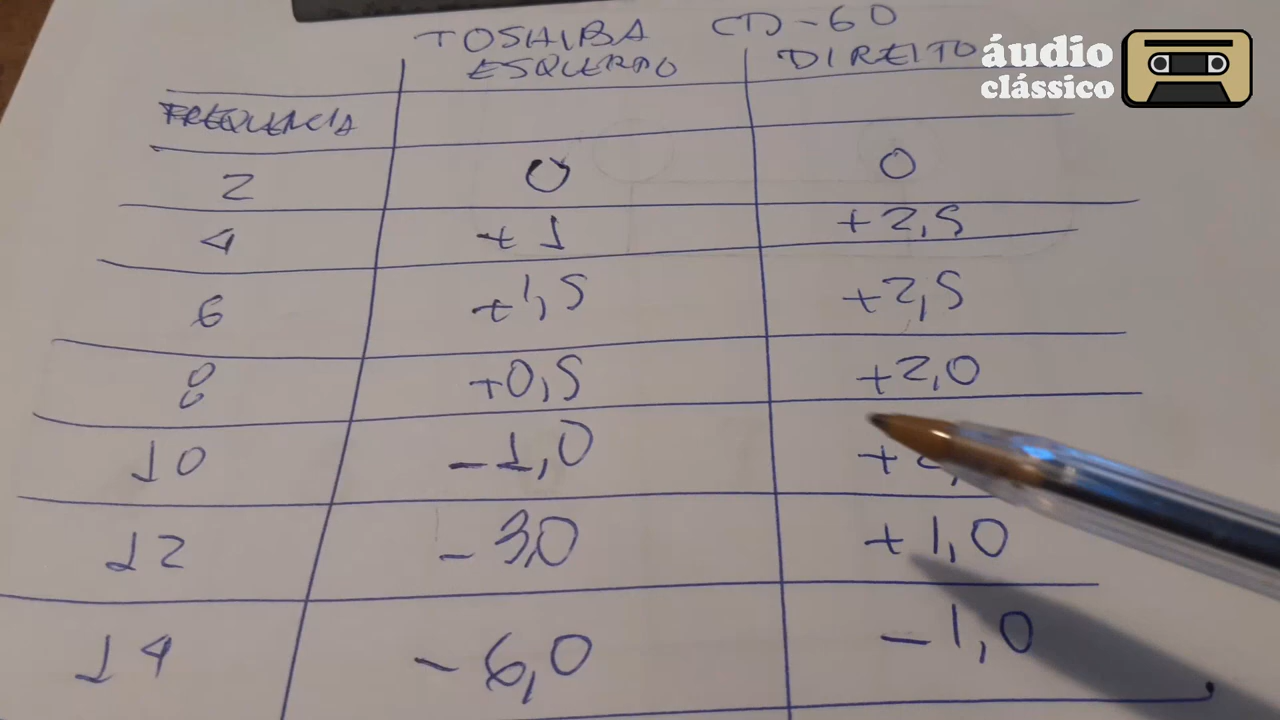 TOSHIBA CD-60
ESQUERDO DIREITO
áudio
clássico
FREQUENCIA
2 0 0
4 +1 +2,5
6 +1,5 +2,5
8 +0,5 +2,0
10 -1,0
12 -3,0 +1,0
14 -6,0 -1,0